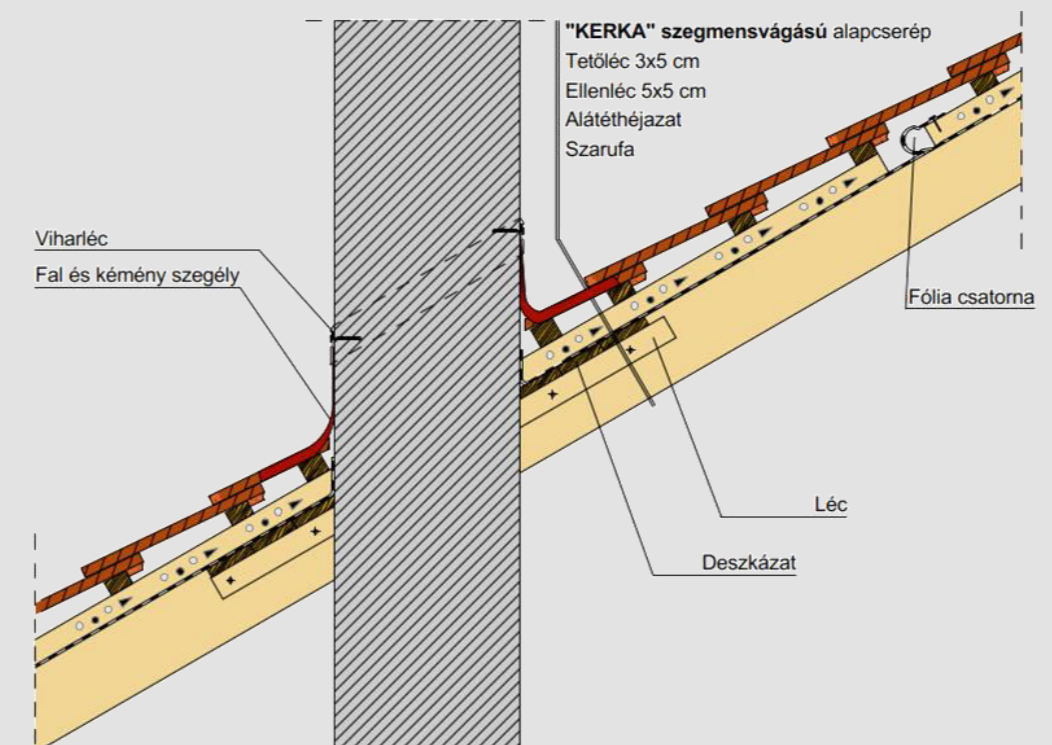 "KERKA" szegmensvágású alapcserép
Tetőléc 3x5 cm
Ellenléc 5x5 cm
Alátéthéjazat
Szarufa
Viharléc
Fal és kémény szegély
Fólia csatorna
Léc
Deszkázat